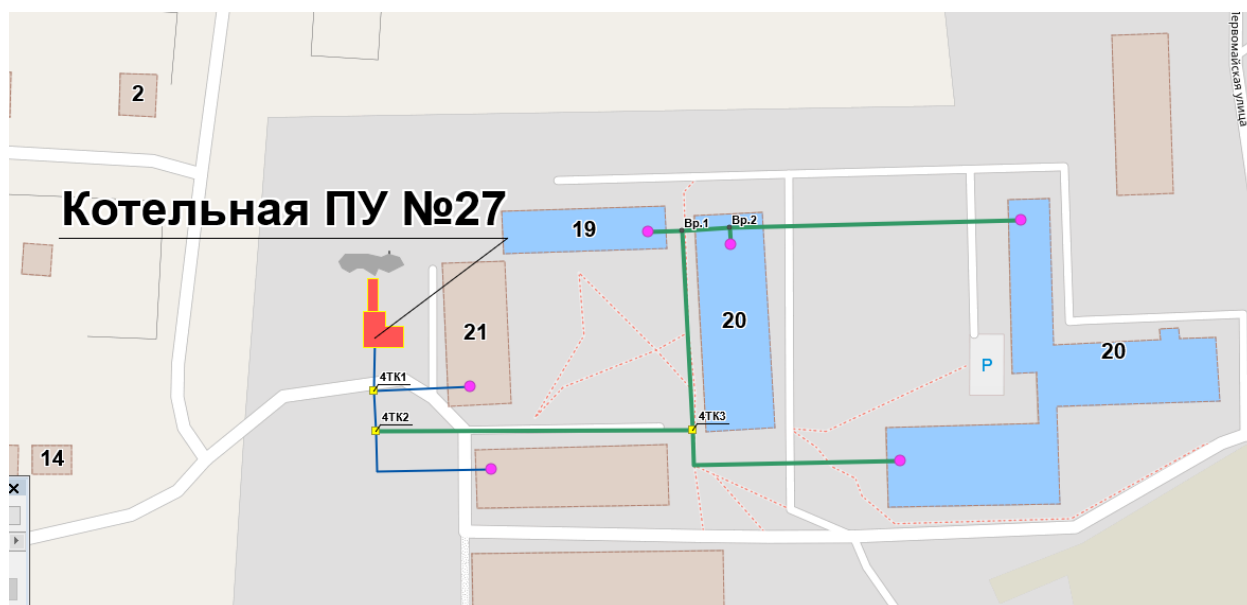 Первомайская улица
2
Котельная ПУ №27
19
Вр.1
Вр.2
21
20
20
P
4ТК1
4ТК2
4ТК3
14